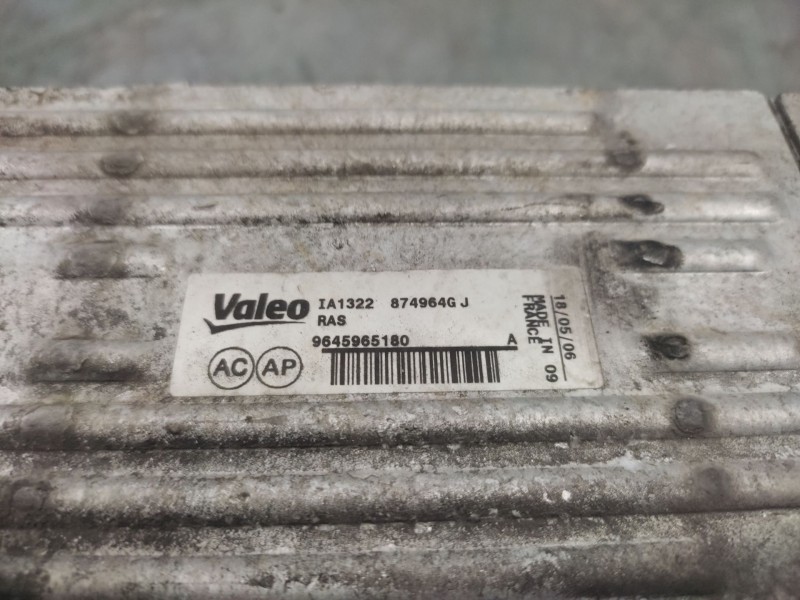 Valeo IA1322 874964G J
RAS
9645965180 A
AC AP
MADE IN 09
FRANCE
18/05/06